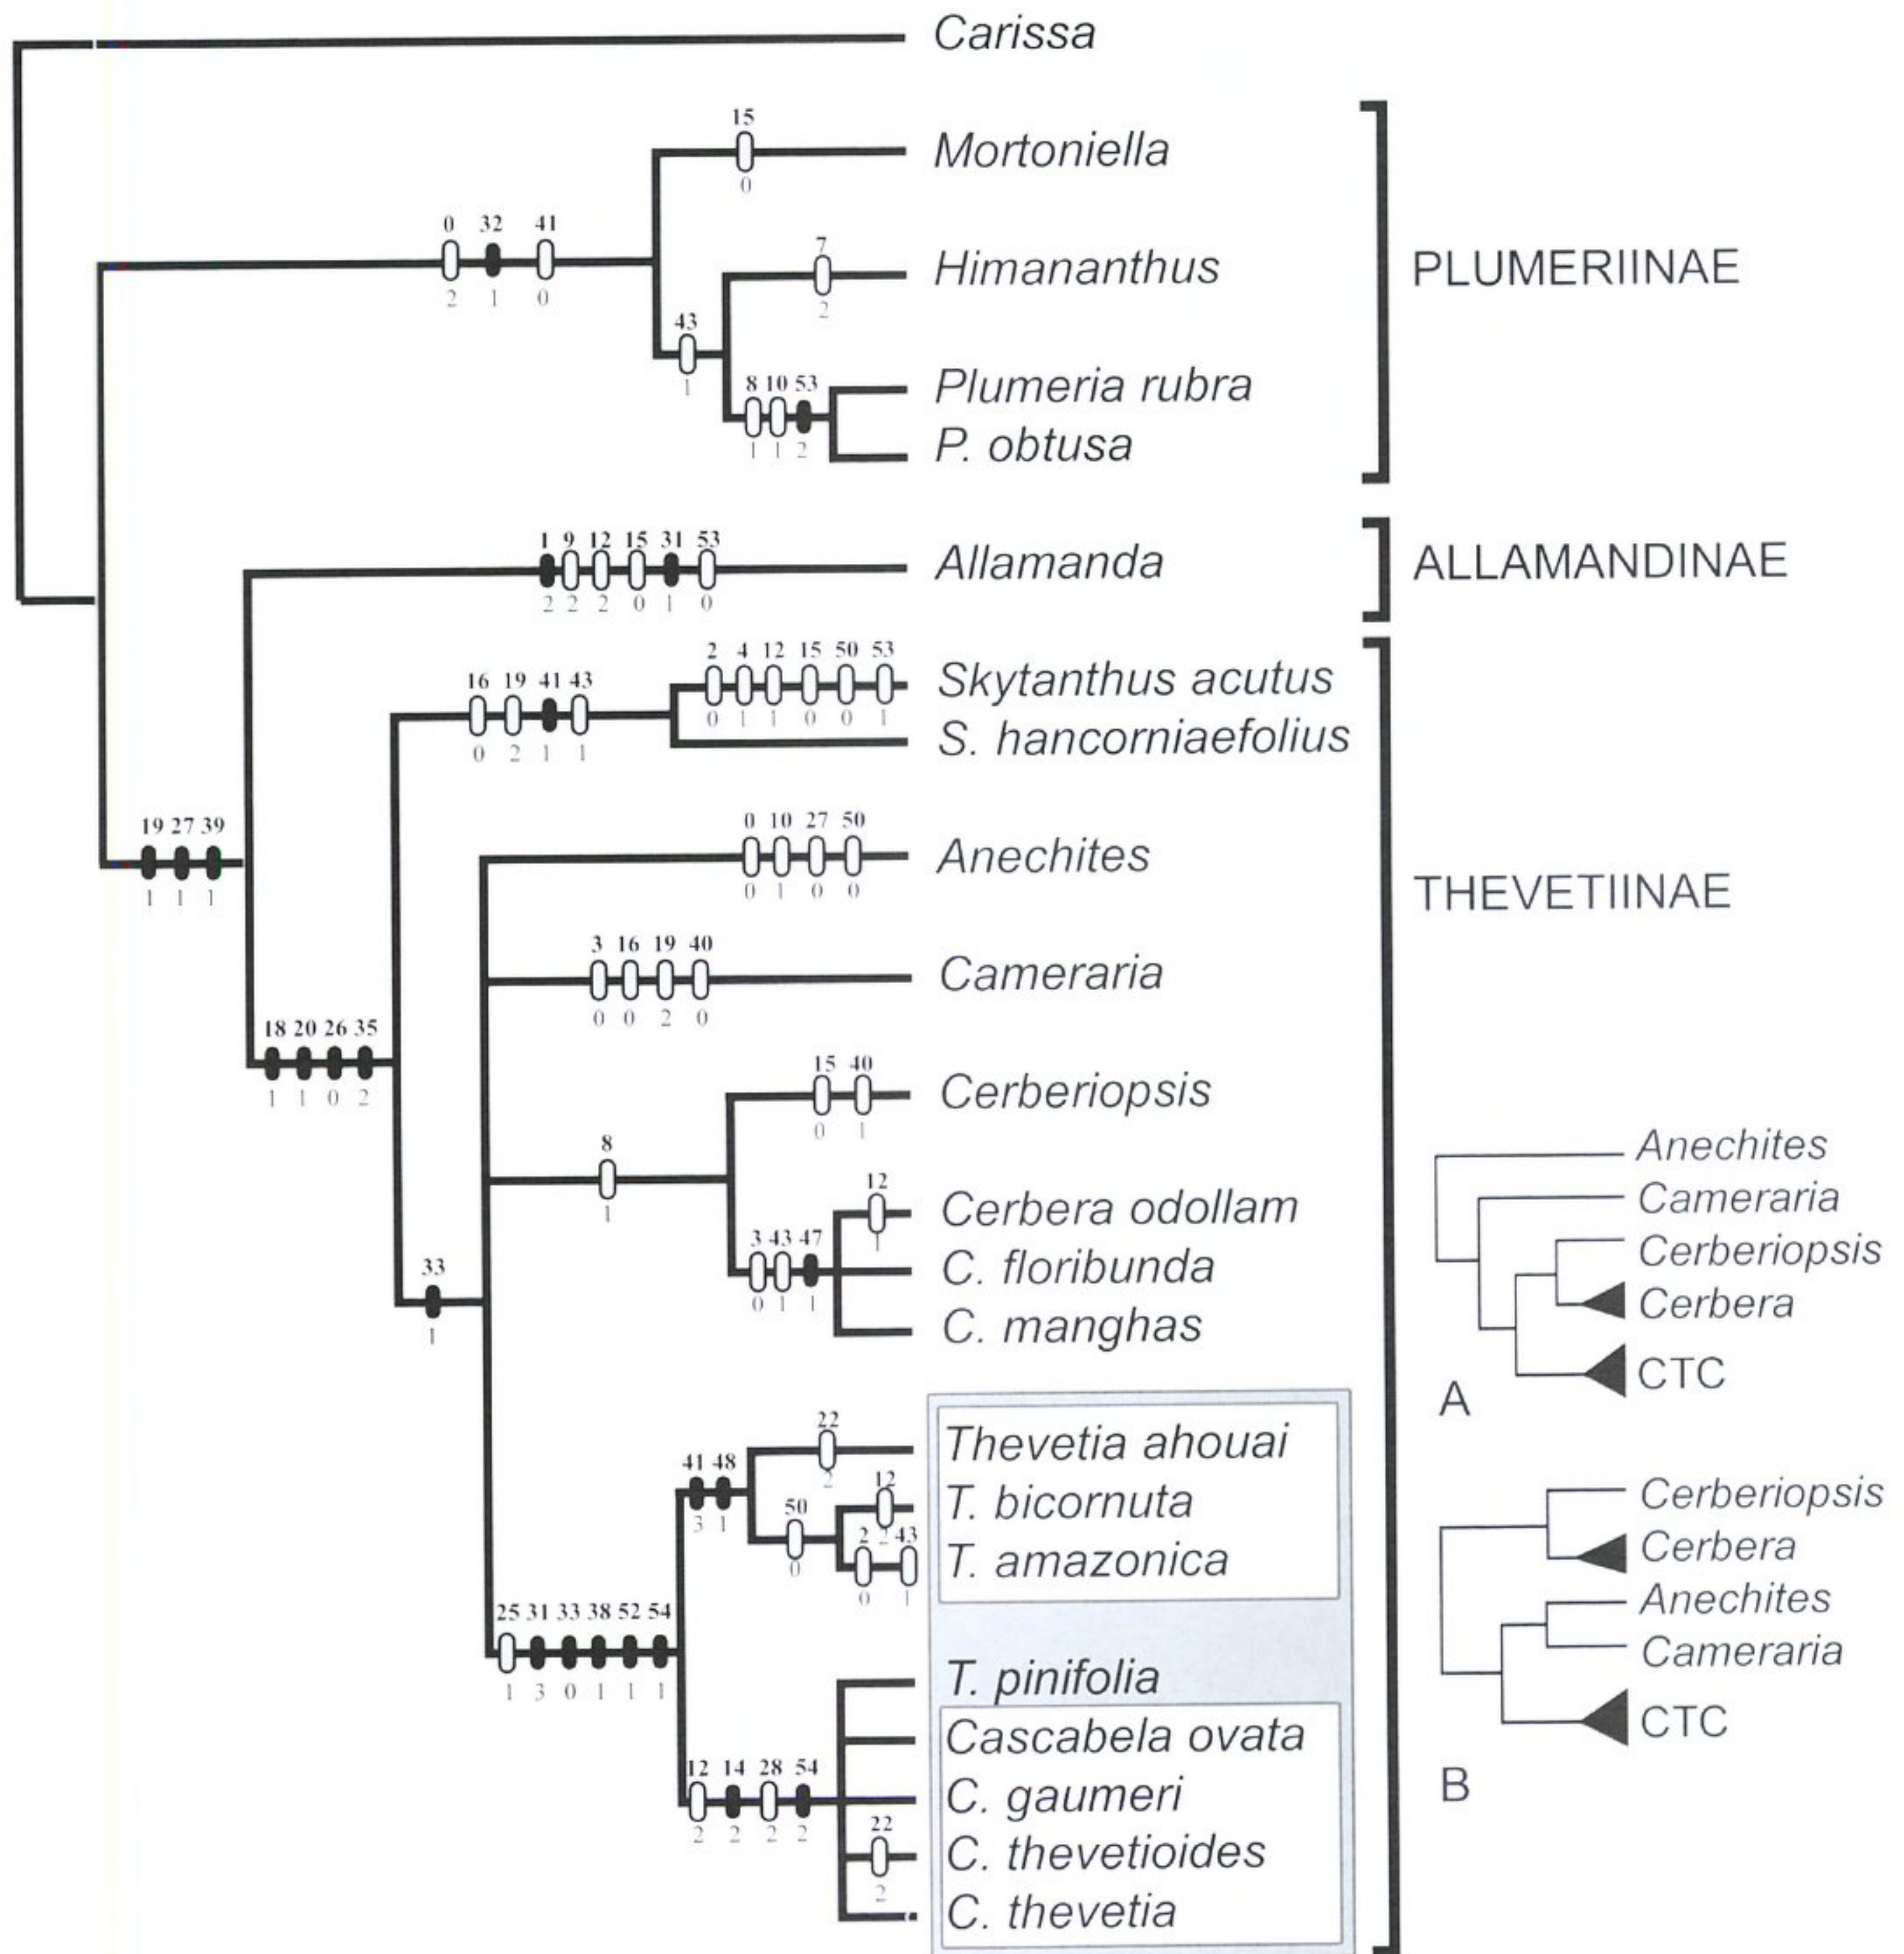 Carissa
15
Mortoniella
0
0 32 41
2 1 0
7
Himananthus
2
PLUMERIINAE
43
1
Plumeria rubra
8 10 53
1 1 2
P. obtusa
1 9 12 15 31 53
Allamanda
2 2 2 0 1 0
ALLAMANDINAE
2 4 12 15 50 53
Skytanthus acutus
0 1 1 0 0 1
16 19 41 43
0 2 1 1
S. hancorniaefolius
19 27 39
1 1 1
0 10 27 50
Anechites
0 1 0 0
THEVETIINAE
3 16 19 40
Cameraria
0 0 2 0
18 20 26 35
1 1 0 2
15 40
Cerberiopsis
0 1
8
1
12
Cerbera odollam
1
3 43 47
C. floribunda
0 1 1
C. manghas
33
1
22
Thevetia ahouai
2
41 48
3 1
12
T. bicornuta
2
50
0
2 43
T. amazonica
0 1
25 31 33 38 52 54
1 3 0 1 1 1
T. pinifolia
Cascabela ovata
12 14 28 54
C. gaumeri
2 2 2 2
22
C. thevetioides
2
C. thevetia
Anechites
Cameraria
Cerberiopsis
Cerbera
CTC
A
Cerberiopsis
Cerbera
Anechites
Cameraria
CTC
B